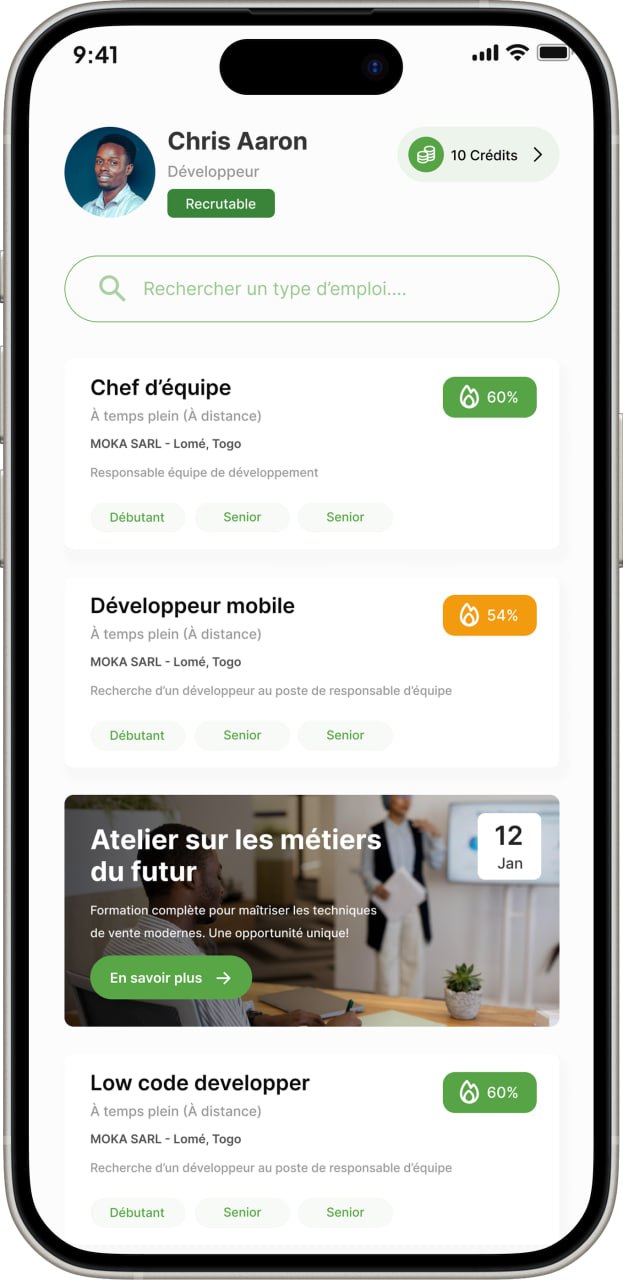 9:41
Chris Aaron
Développeur
Recrutable
10 Crédits
Rechercher un type d’emploi....
Chef d’équipe
60%
À temps plein (À distance)
MOKA SARL - Lomé, Togo
Responsable équipe de développement
Débutant
Senior
Senior
Développeur mobile
54%
À temps plein (À distance)
MOKA SARL - Lomé, Togo
Recherche d’un développeur au poste de responsable d’équipe
Débutant
Senior
Senior
Atelier sur les métiers
du futur
12
Jan
Formation complète pour maîtriser les techniques
de vente modernes. Une opportunité unique!
En savoir plus
Low code developper
60%
À temps plein (À distance)
MOKA SARL - Lomé, Togo
Recherche d’un développeur au poste de responsable d’équipe
Débutant
Senior
Senior